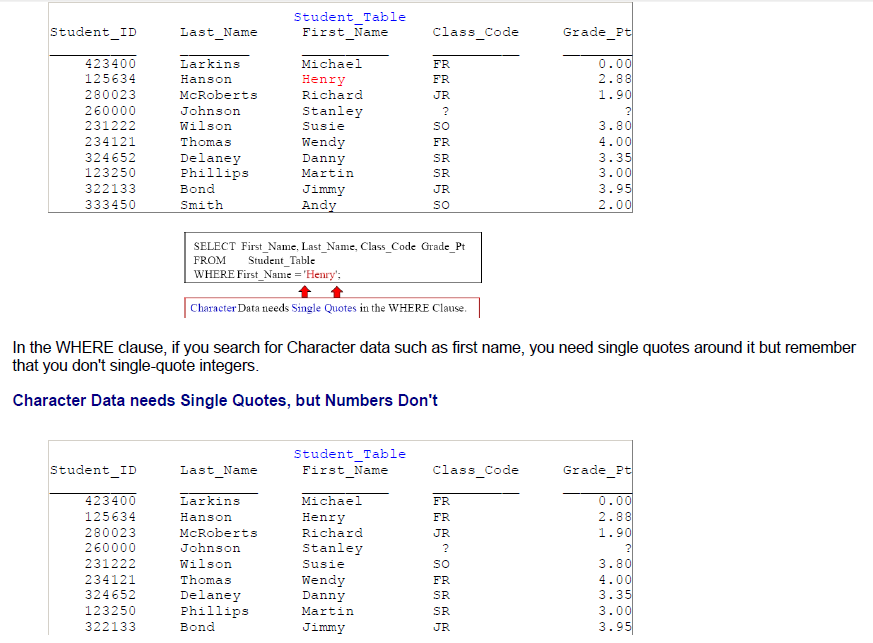 Student_Table
Student_ID Last_Name First_Name Class_Code Grade_Pt
423400 Larkins Michael FR 0.00
125634 Hanson Henry FR 2.88
280023 McRoberts Richard JR 1.90
260000 Johnson Stanley ? ?
231222 Wilson Susie SO 3.80
234121 Thomas Wendy FR 4.00
324652 Delaney Danny SR 3.35
123250 Phillips Martin SR 3.00
322133 Bond Jimmy JR 3.95
333450 Smith Andy SO 2.00
SELECT First_Name, Last_Name, Class_Code Grade_Pt
FROM Student_Table
WHERE First_Name = 'Henry';
Character Data needs Single Quotes in the WHERE Clause.
In the WHERE clause, if you search for Character data such as first name, you need single quotes around it but remember
that you don't single-quote integers.
Character Data needs Single Quotes, but Numbers Don't
Student_Table
Student_ID Last_Name First_Name Class_Code Grade_Pt
423400 Larkins Michael FR 0.00
125634 Hanson Henry FR 2.88
280023 McRoberts Richard JR 1.90
260000 Johnson Stanley ? ?
231222 Wilson Susie SO 3.80
234121 Thomas Wendy FR 4.00
324652 Delaney Danny SR 3.35
123250 Phillips Martin SR 3.00
322133 Bond Jimmy JR 3.95